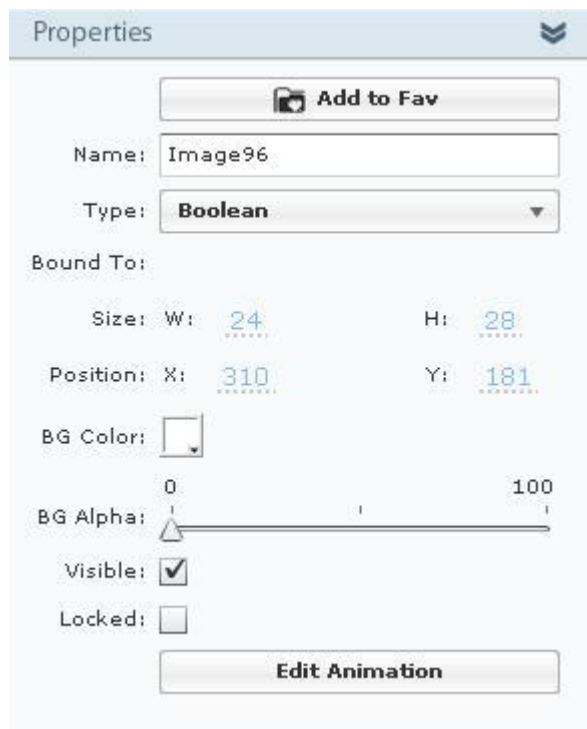 Properties
Add to Fav
Name: Image96
Type: Boolean
Bound To:
Size: W: 24 H: 28
Position: X: 310 Y: 181
BG Color:
0 100
BG Alpha:
Visible:
Locked:
Edit Animation